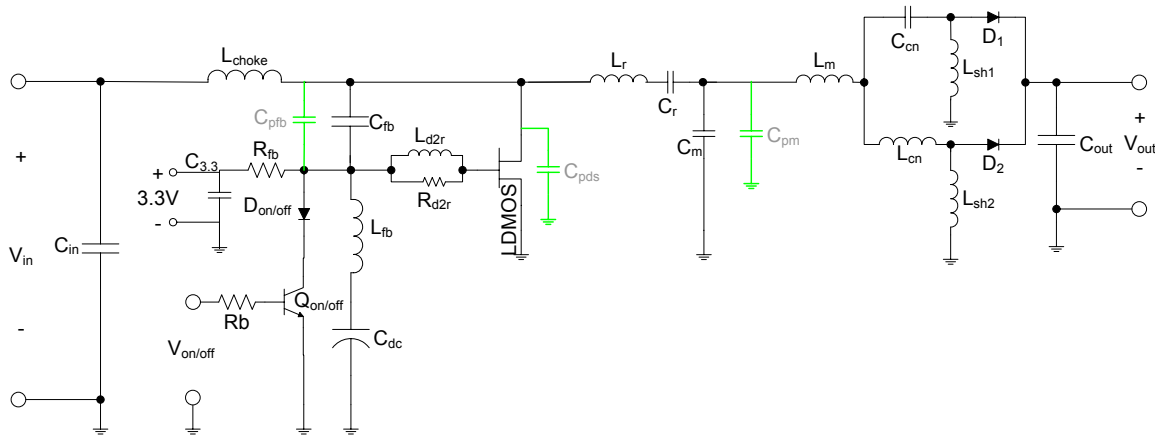 L_choke
C_pfb
C_fb
L_d2r
R_d2r
LDMOS
C_pds
L_r
C_r
C_m
C_pm
L_m
C_cn
D_1
L_sh1
L_cn
D_2
L_sh2
C_out
+
V_out
-
+
V_in
-
C_in
+
3.3V
-
C_3.3
R_fb
D_on/off
L_fb
Q_on/off
Rb
V_on/off
C_dc